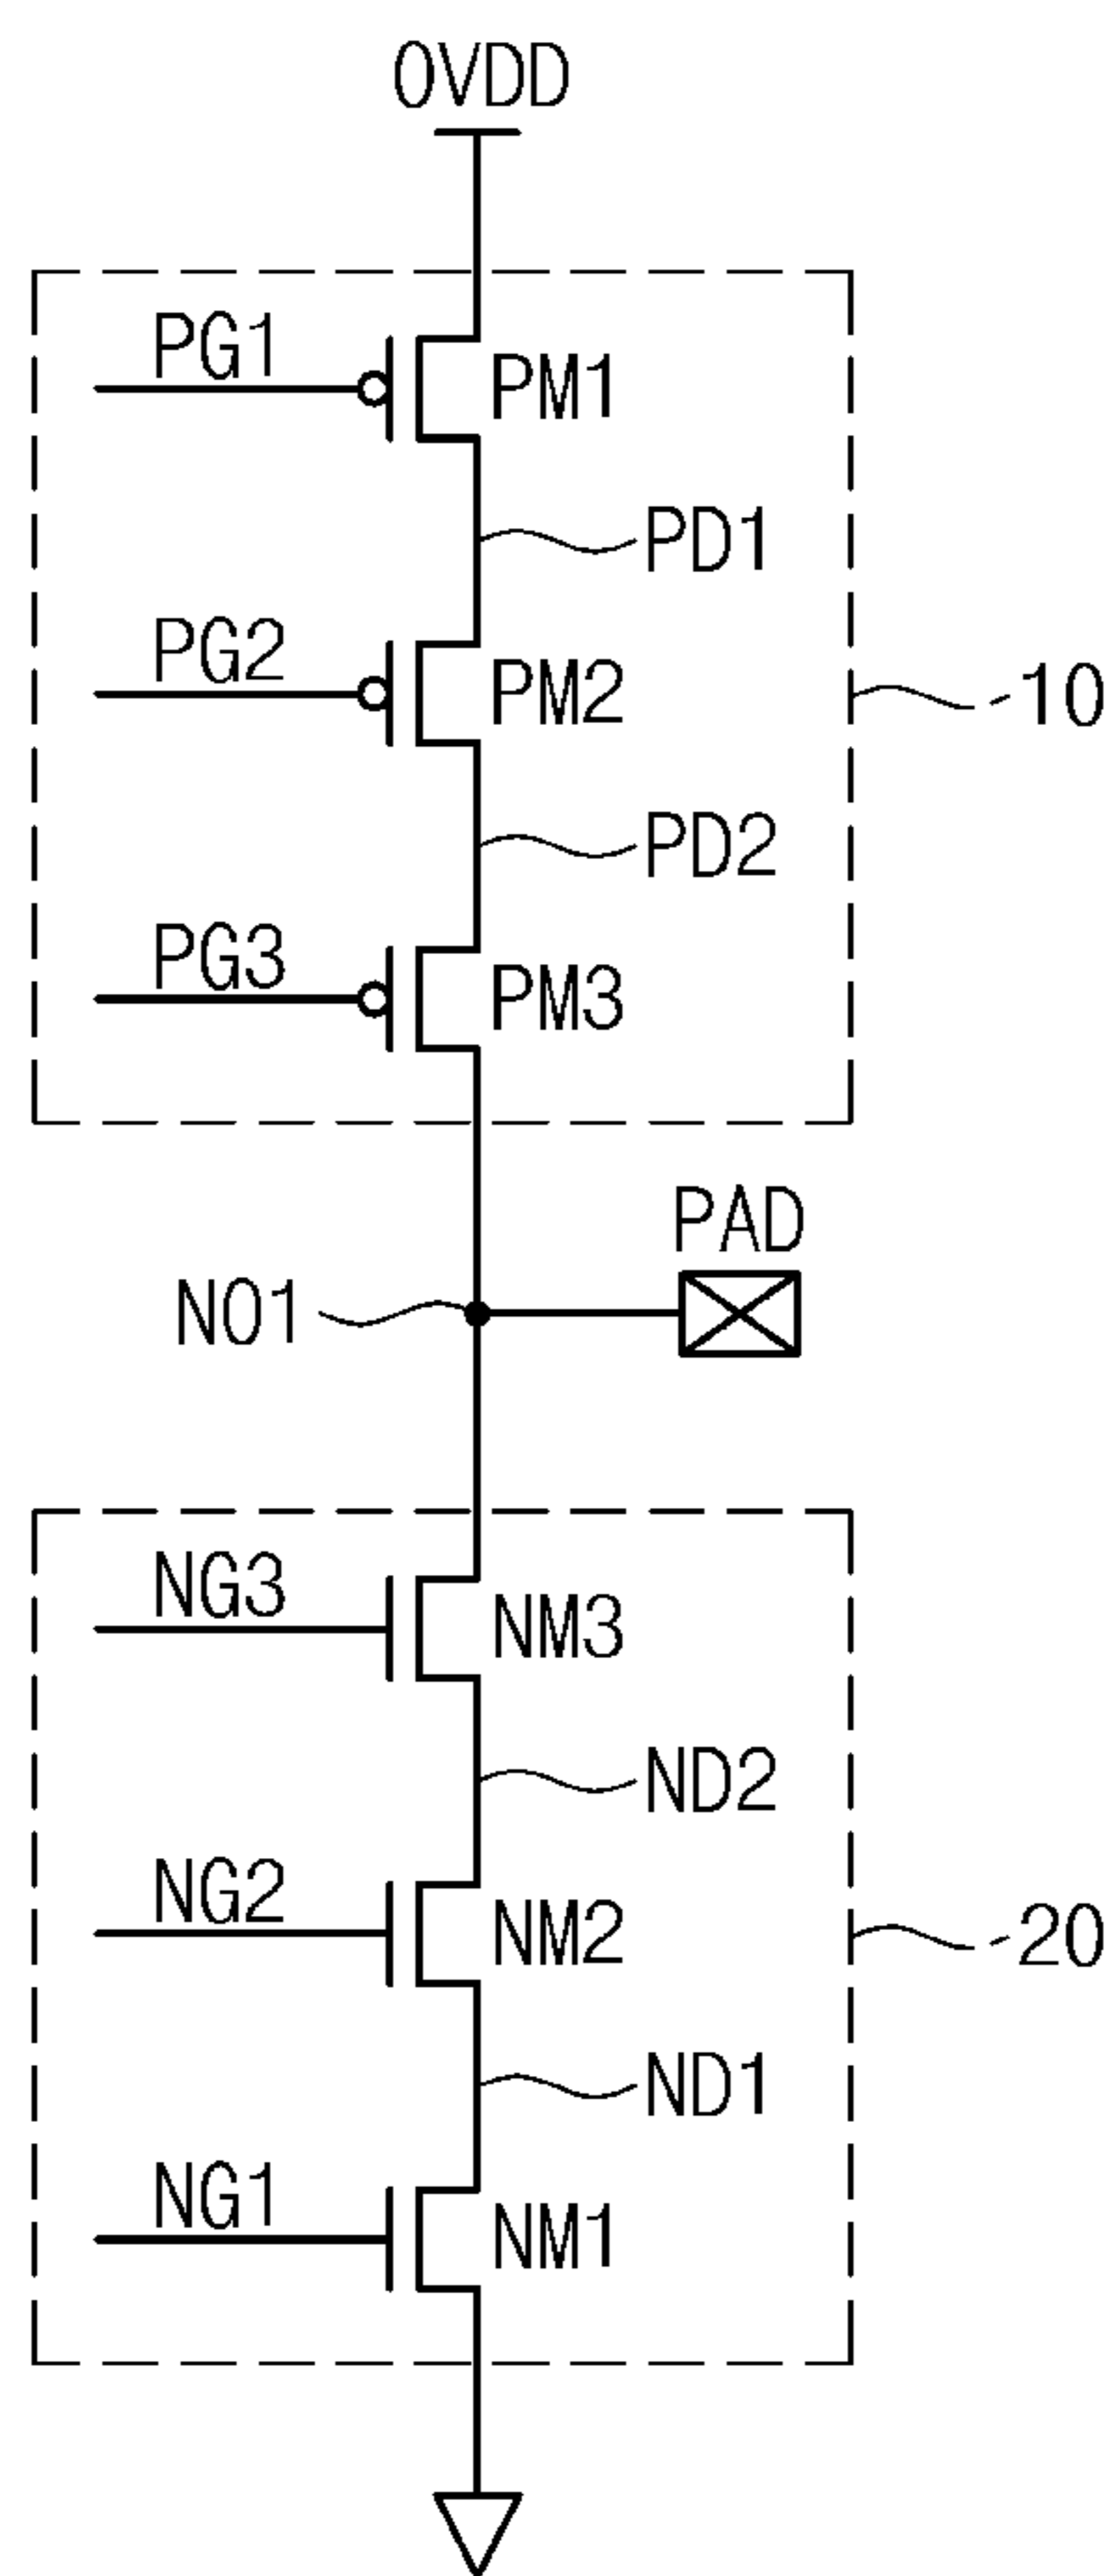 OVDD
PG1
PM1
PD1
PG2
PM2
10
PD2
PG3
PM3
PAD
NO1
NG3
NM3
ND2
NG2
NM2
20
ND1
NG1
NM1